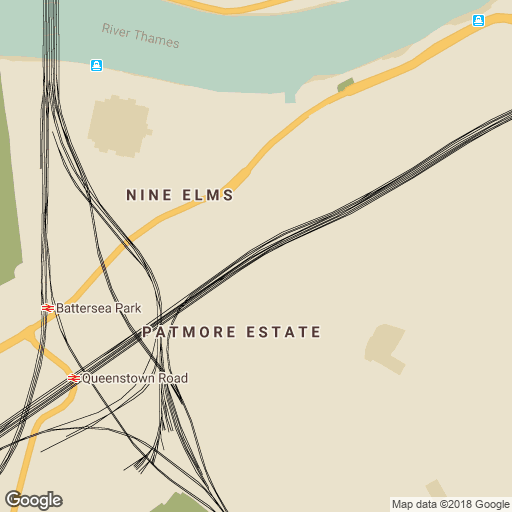 River Thames
NINE ELMS
Battersea Park
PATMORE ESTATE
Queenstown Road
Google
Map data ©2018 Google